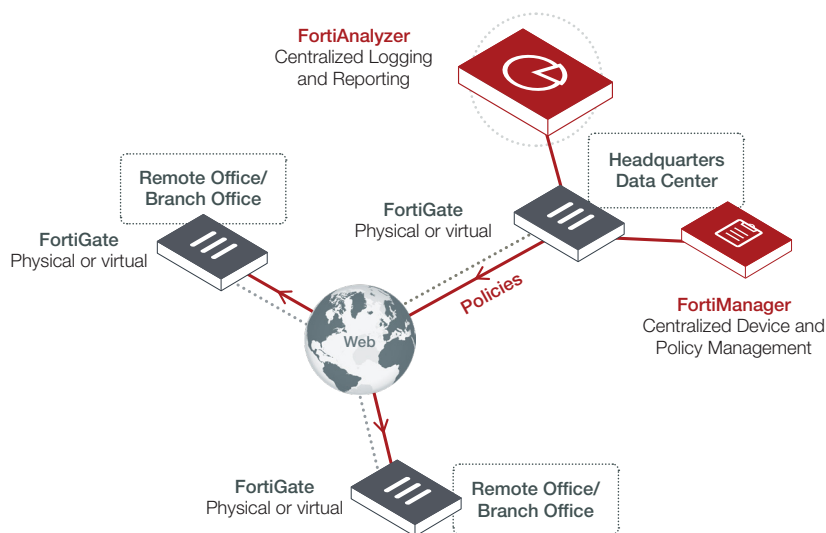 FortiAnalyzer
Centralized Logging
and Reporting
Headquarters
Data Center
Remote Office/
Branch Office
FortiGate
Physical or virtual
FortiGate
Physical or virtual
Policies
FortiManager
Centralized Device and
Policy Management
Web
FortiGate
Physical or virtual
Remote Office/
Branch Office